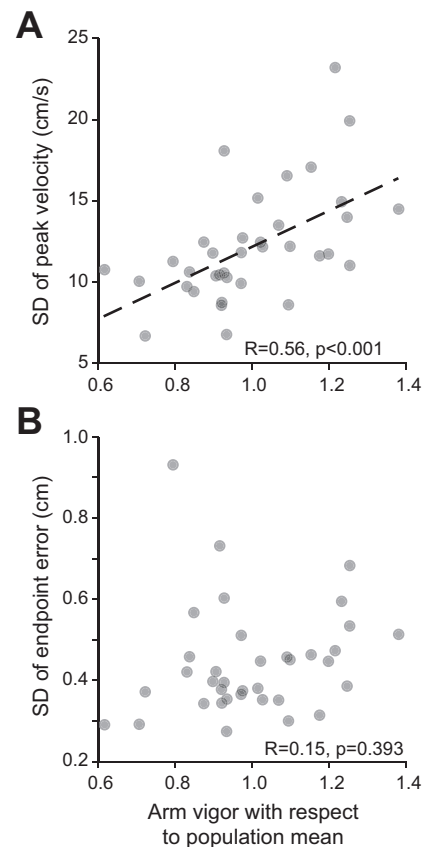 A
25
20
15
10
5
SD of peak velocity (cm/s)
R=0.56, p<0.001
0.6 0.8 1.0 1.2 1.4
B
1.0
0.8
0.6
0.4
0.2
SD of endpoint error (cm)
R=0.15, p=0.393
0.6 0.8 1.0 1.2 1.4
Arm vigor with respect
to population mean